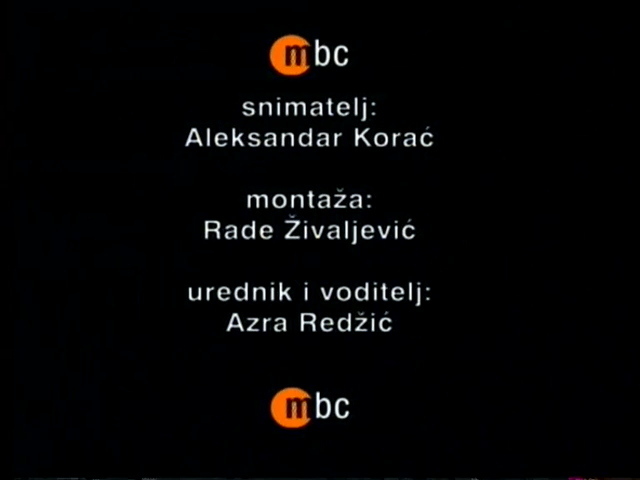 mbc
snimatelj:
Aleksandar Korać
montaža:
Rade Živaljević
urednik i voditelj:
Azra Redžić
mbc